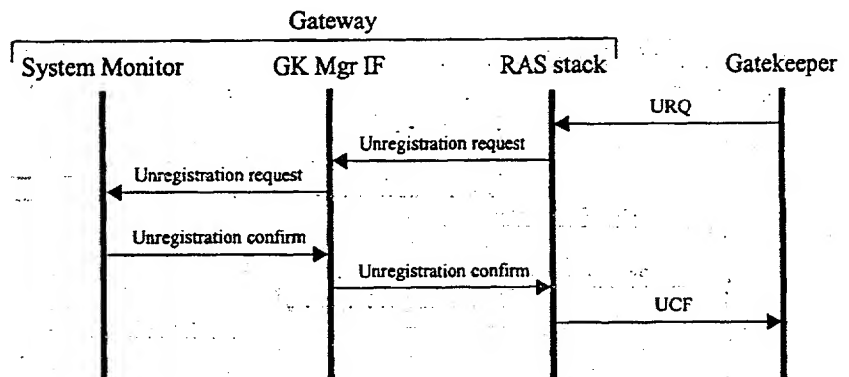 Gateway
System Monitor GK Mgr IF RAS stack Gatekeeper
URQ
Unregistration request
Unregistration request
Unregistration confirm
Unregistration confirm
UCF